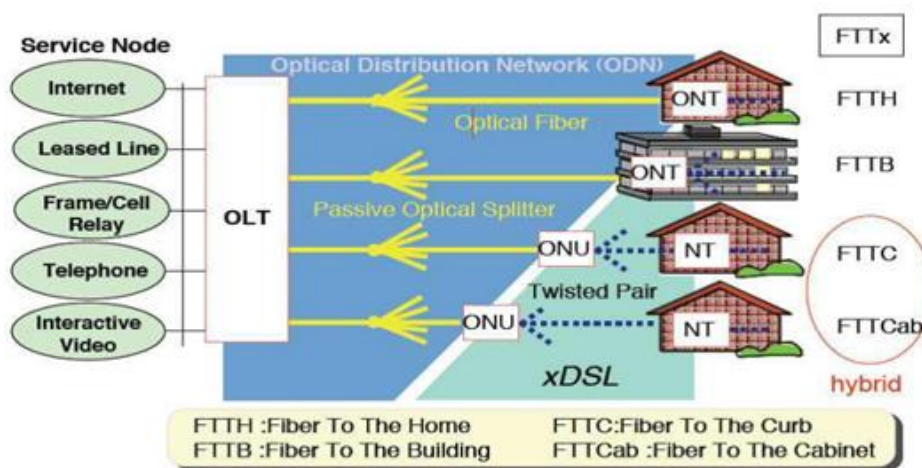 Service Node
Internet
Leased Line
Frame/Cell
Relay
Telephone
Interactive
Video
OLT
Optical Distribution Network (ODN)
Optical Fiber
Passive Optical Splitter
ONT
ONT
ONU
NT
Twisted Pair
ONU
NT
xDSL
FTTx
FTTH
FTTB
FTTC
FTTCab
hybrid
FTTH :Fiber To The Home
FTTC:Fiber To The Curb
FTTB :Fiber To The Building
FTTCab :Fiber To The Cabinet